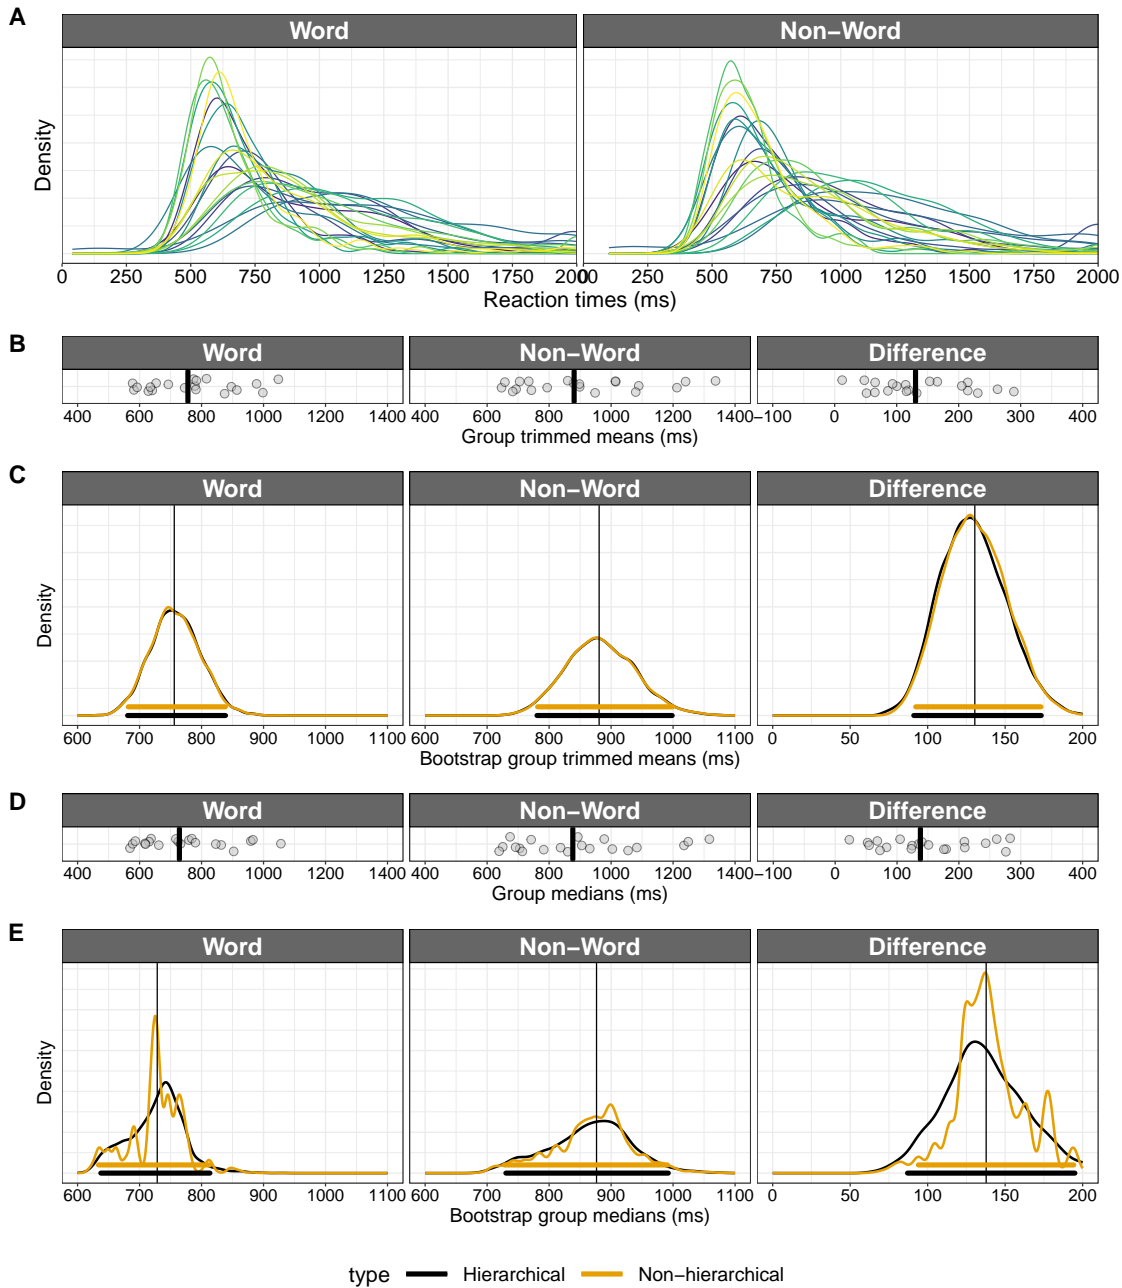 A
Word Non–Word
Density
0 250 500 750 1000 1250 1500 1750 2000 0 250 500 750 1000 1250 1500 1750 2000
Reaction times (ms)
B
Word Non–Word Difference
400 600 800 1000 1200 1400 400 600 800 1000 1200 1400 −100 0 100 200 300 400
Group trimmed means (ms)
C
Word Non–Word Difference
Density
600 700 800 900 1000 1100 600 700 800 900 1000 1100 0 50 100 150 200
Bootstrap group trimmed means (ms)
D
Word Non–Word Difference
400 600 800 1000 1200 1400 400 600 800 1000 1200 1400 −100 0 100 200 300 400
Group medians (ms)
E
Word Non–Word Difference
Density
600 700 800 900 1000 1100 600 700 800 900 1000 1100 0 50 100 150 200
Bootstrap group medians (ms)
type Hierarchical Non−hierarchical